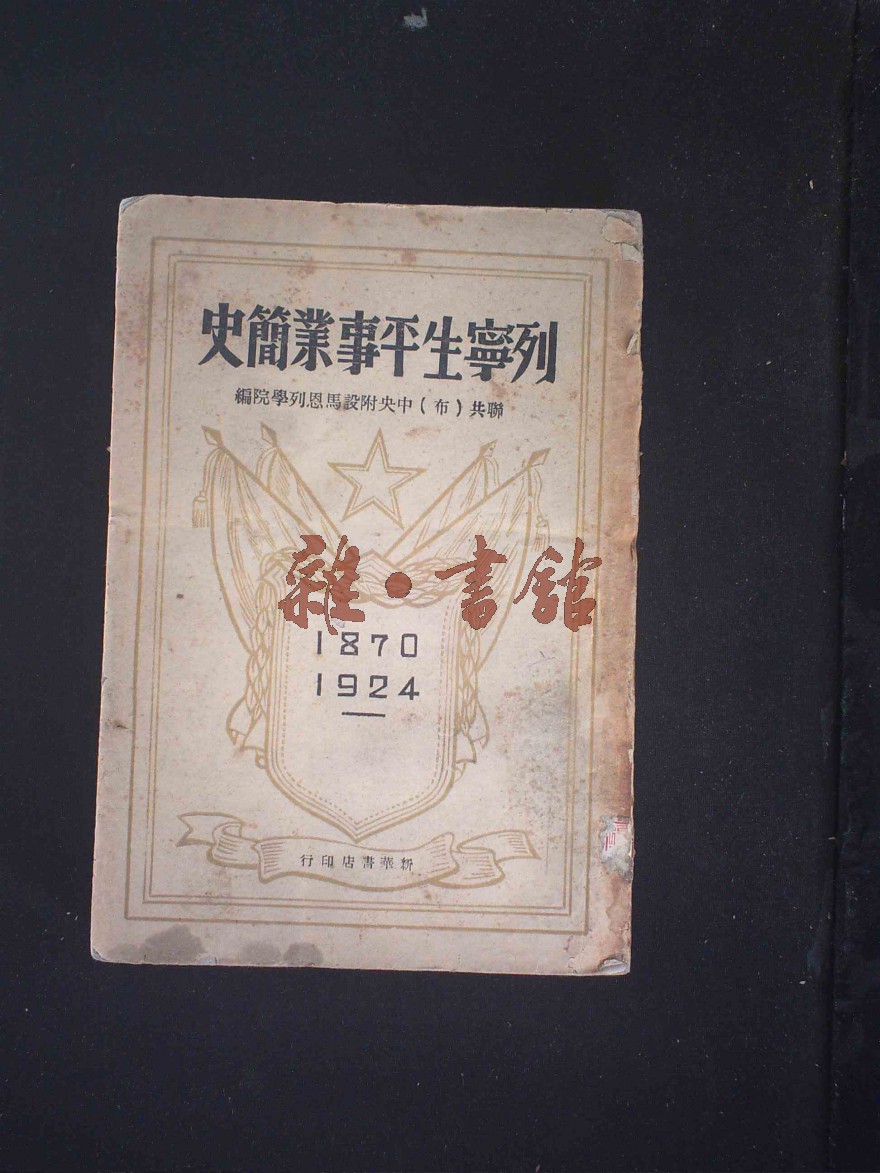 列寧生平事業簡史
聯共（布）中央附設馬恩列學院編
雜·書館
1870
1924
新華書店印行